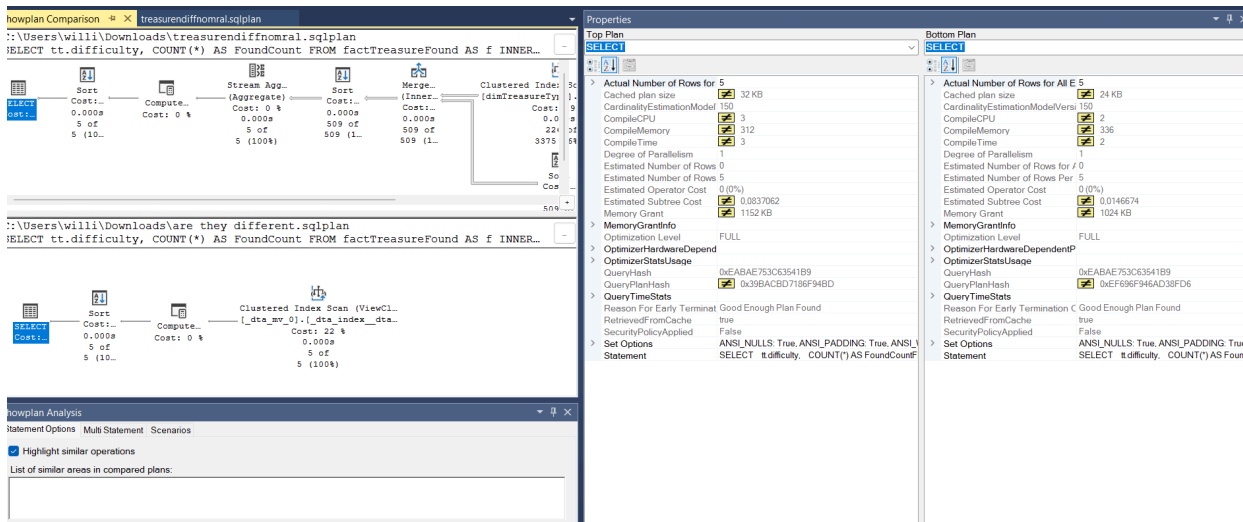 howplan Comparison
treasurendiffnomral.sqlplan
C:\Users\willi\Downloads\treasurendiffnomral.sqlplan
SELECT tt.difficulty, COUNT(*) AS FoundCount FROM factTreasureFound AS f INNER…
SELECT
Cost:…
Sort
Cost:…
0.000s
5 of
5 (10…
Compute…
Cost: 0 %
Stream Agg…
(Aggregate)
Cost: 0 %
0.000s
5 of
5 (100%)
Sort
Cost:…
0.000s
509 of
509 (1…
Merge…
(Inner…
Cost:…
0.000s
509 of
509 (1…
Clustered Index
[dimTreasureTy
Cost:
3375
So
Cos
509
C:\Users\willi\Downloads\are they different.sqlplan
SELECT tt.difficulty, COUNT(*) AS FoundCount FROM factTreasureFound AS f INNER…
SELECT
Cost:…
Sort
Cost:…
0.000s
5 of
5 (10…
Compute…
Cost: 0 %
Clustered Index Scan (ViewCl…
[_dta_mv_0].[_dta_index__dta…
Cost: 22 %
0.000s
5 of
5 (100%)
howplan Analysis
Statement Options
Multi Statement
Scenarios
Highlight similar operations
List of similar areas in compared plans:
Properties
Top Plan
SELECT
Actual Number of Rows for 5
Cached plan size 32 KB
CardinalityEstimationModel 150
CompileCPU 3
CompileMemory 312
CompileTime 3
Degree of Parallelism 1
Estimated Number of Rows 0
Estimated Number of Rows 5
Estimated Operator Cost 0 (0%)
Estimated Subtree Cost 0,0837062
Memory Grant 1152 KB
MemoryGrantInfo
Optimization Level FULL
OptimizerHardwareDepend
OptimizerStatsUsage
QueryHash 0xEABAE753C63541B9
QueryPlanHash 0x39BACBD7186F94BD
QueryTimeStats
Reason For Early Terminat Good Enough Plan Found
RetrievedFromCache true
SecurityPolicyApplied False
Set Options ANSI_NULLS: True, ANSI_PADDING: True, ANSI_
Statement SELECT tt.difficulty, COUNT(*) AS FoundCountF
Bottom Plan
SELECT
Actual Number of Rows for All E 5
Cached plan size 24 KB
CardinalityEstimationModelVersi 150
CompileCPU 2
CompileMemory 336
CompileTime 2
Degree of Parallelism 1
Estimated Number of Rows for 0
Estimated Number of Rows Per 5
Estimated Operator Cost 0 (0%)
Estimated Subtree Cost 0,0146674
Memory Grant 1024 KB
MemoryGrantInfo
Optimization Level FULL
OptimizerHardwareDependentP
OptimizerStatsUsage
QueryHash 0xEABAE753C63541B9
QueryPlanHash 0xEF696F946AD38FD6
QueryTimeStats
Reason For Early Termination Good Enough Plan Found
RetrievedFromCache true
SecurityPolicyApplied False
Set Options ANSI_NULLS: True, ANSI_PADDING: True
Statement SELECT tt.difficulty, COUNT(*) AS Foun